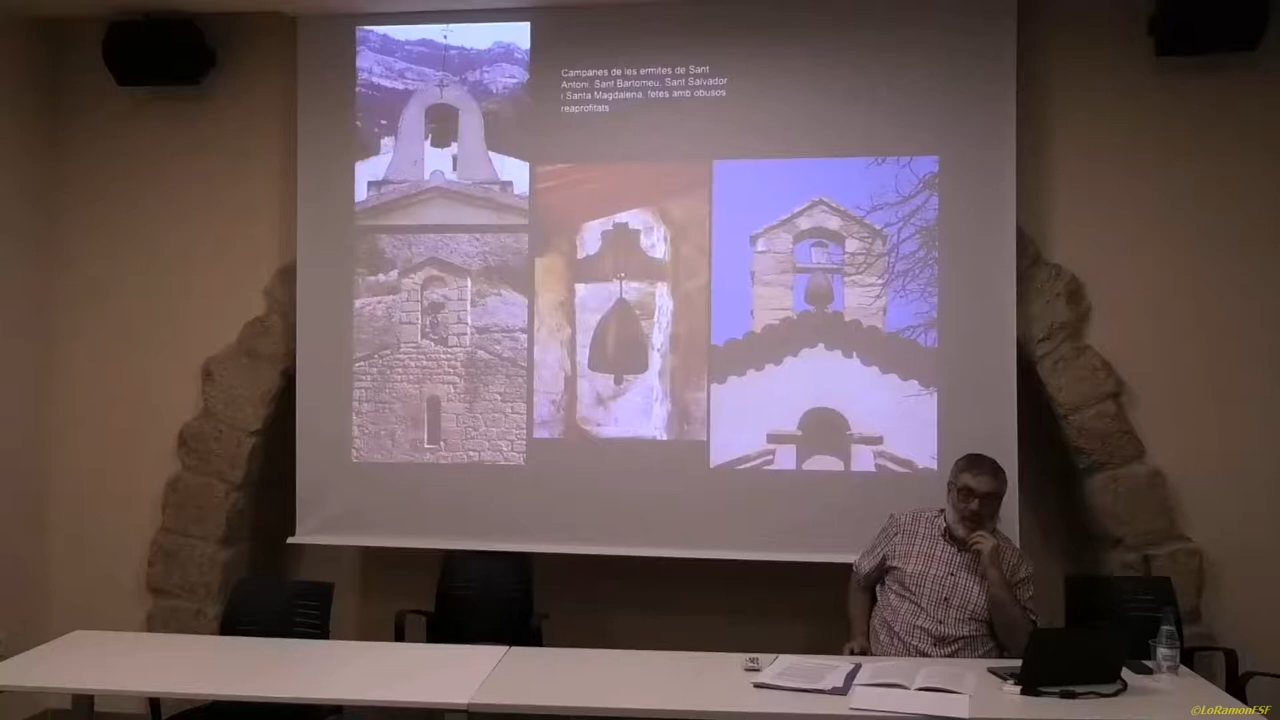 Campanes de les ermites de Sant
Antoni, Sant Bartomeu, Sant Salvador
i Santa Magdalena, fetes amb obusos
reaprofitats
©LoRamonESF